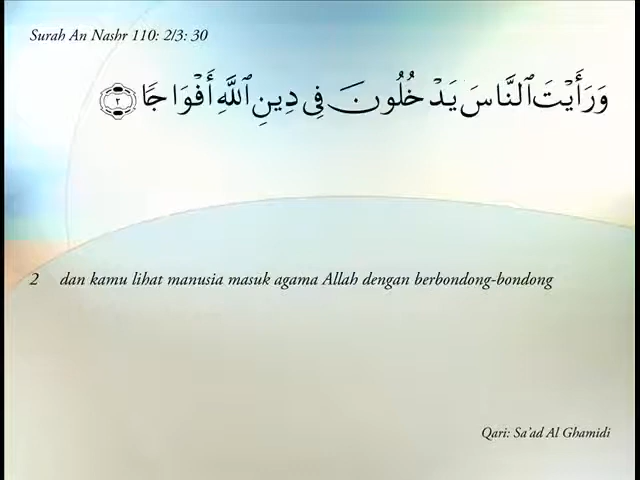 Surah An Nashr 110: 2/3: 30
وَرَأَيْتَ ٱلنَّاسَ يَدْخُلُونَ فِى دِينِ ٱللَّهِ أَفْوَاجًا ٢
2 dan kamu lihat manusia masuk agama Allah dengan berbondong-bondong
Qari: Sa'ad Al Ghamidi